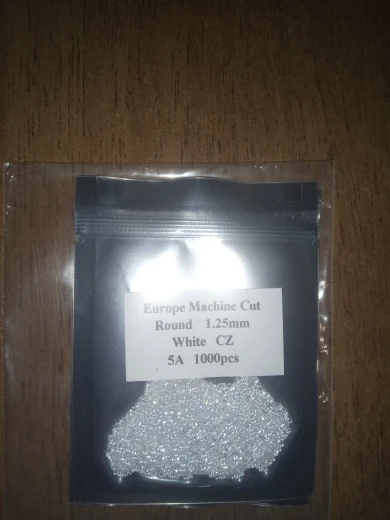 Europe Machine Cut
Round 1.25mm
White CZ
5A 1000pcs